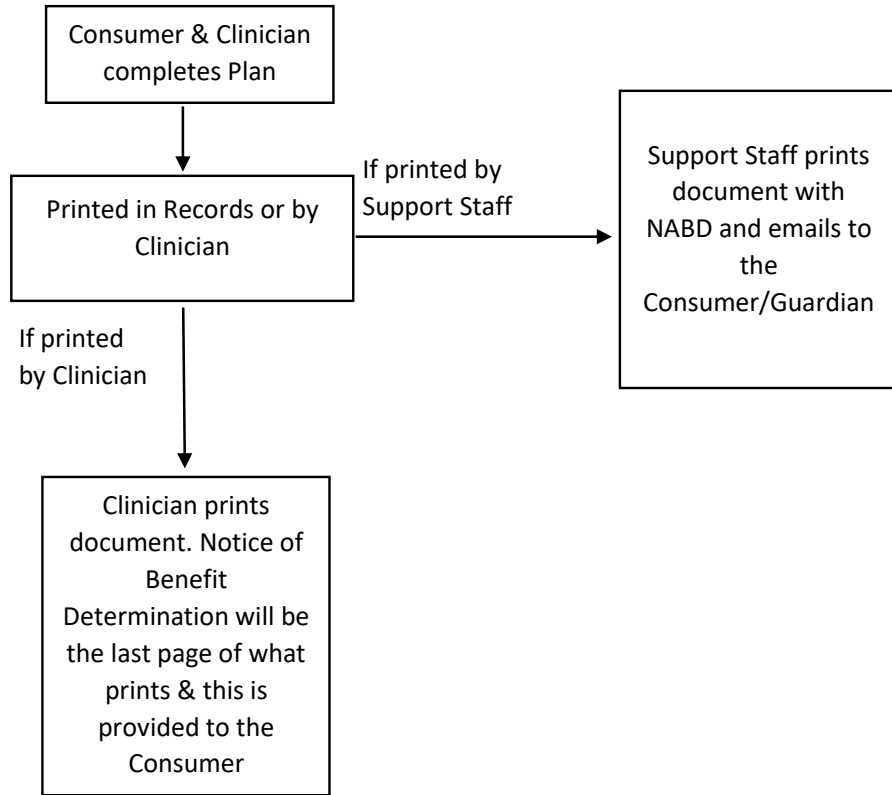 Consumer & Clinician
completes Plan
Printed in Records or by
Clinician
If printed by
Support Staff
Support Staff prints
document with
NABD and emails to
the
Consumer/Guardian
If printed
by Clinician
Clinician prints
document. Notice of
Benefit
Determination will be
the last page of what
prints & this is
provided to the
Consumer